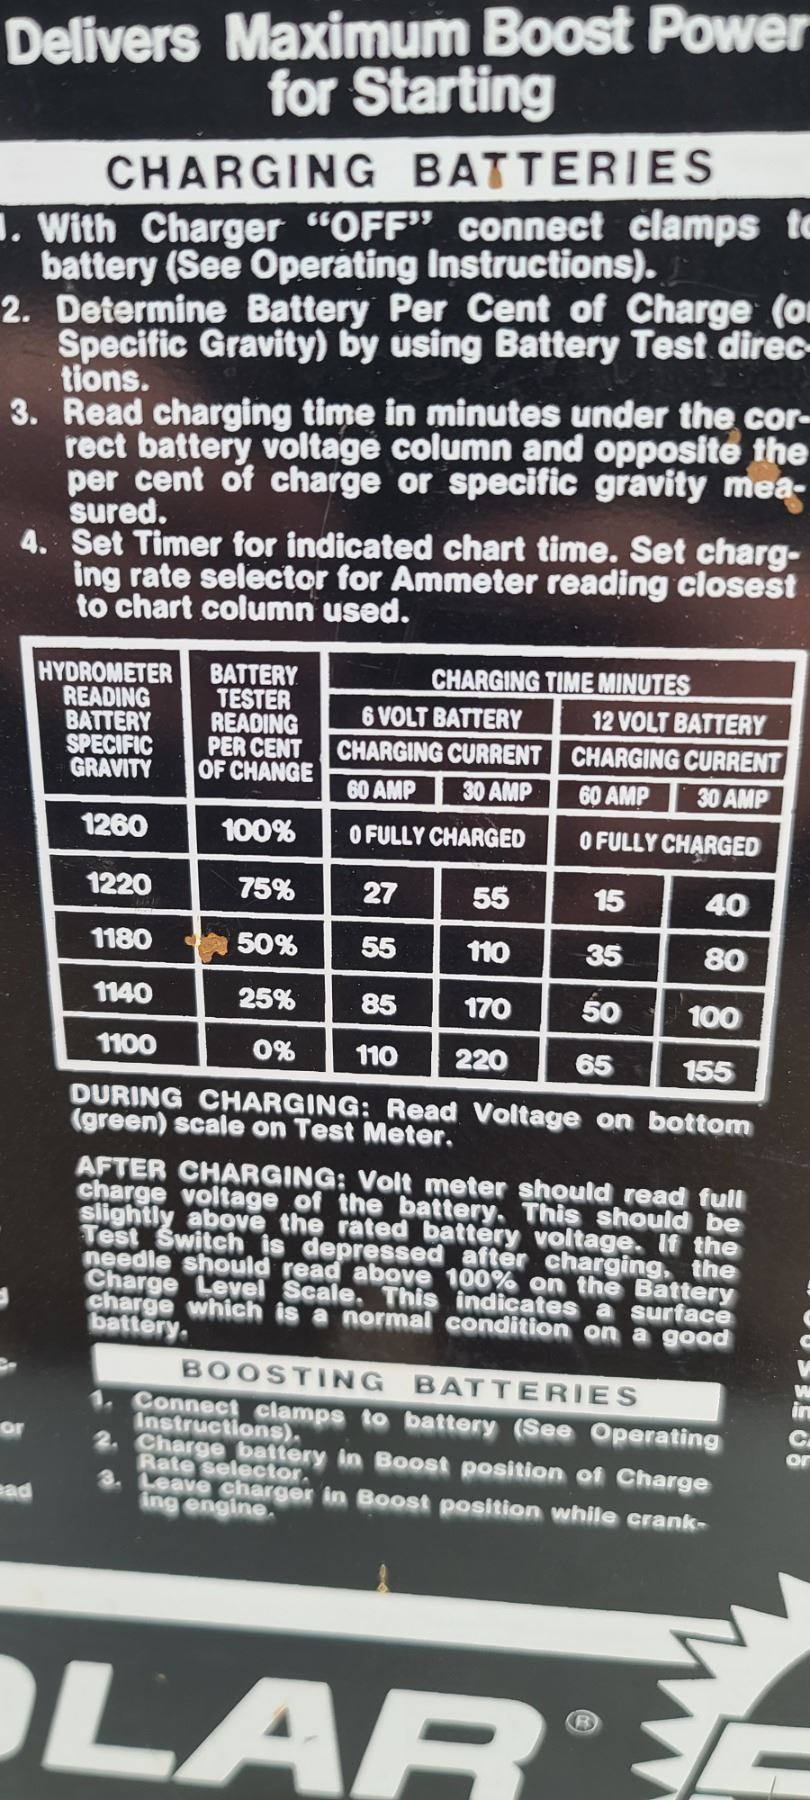 Delivers Maximum Boost Power
for Starting
CHARGING BATTERIES
1. With Charger "OFF" connect clamps to
battery (See Operating Instructions).
2. Determine Battery Per Cent of Charge (o
Specific Gravity) by using Battery Test direc-
tions.
3. Read charging time in minutes under the cor-
rect battery voltage column and opposite the
per cent of charge or specific gravity mea-
sured.
4. Set Timer for indicated chart time. Set charg-
ing rate selector for Ammeter reading closest
to chart column used.
HYDROMETER READING BATTERY SPECIFIC GRAVITY
BATTERY TESTER READING PER CENT OF CHANGE
CHARGING TIME MINUTES
6 VOLT BATTERY 12 VOLT BATTERY
CHARGING CURRENT CHARGING CURRENT
60 AMP 30 AMP 60 AMP 30 AMP
1260 100% 0 FULLY CHARGED 0 FULLY CHARGED
1220 75% 27 55 15 40
1180 50% 55 110 35 80
1140 25% 85 170 50 100
1100 0% 110 220 65 155
DURING CHARGING: Read Voltage on bottom
(green) scale on Test Meter.
AFTER CHARGING: Volt meter should read full
charge voltage of the battery. This should be
slightly above the rated battery voltage. If the
Test Switch is depressed after charging, the
needle should read above 100% on the Battery
Charge Level Scale. This indicates a surface
charge which is a normal condition on a good
battery.
BOOSTING BATTERIES
1. Connect clamps to battery (See Operating
Instructions).
2. Charge battery in Boost position of Charge
Rate selector.
3. Leave charger in Boost position while crank-
ing engine.
OLAR ®